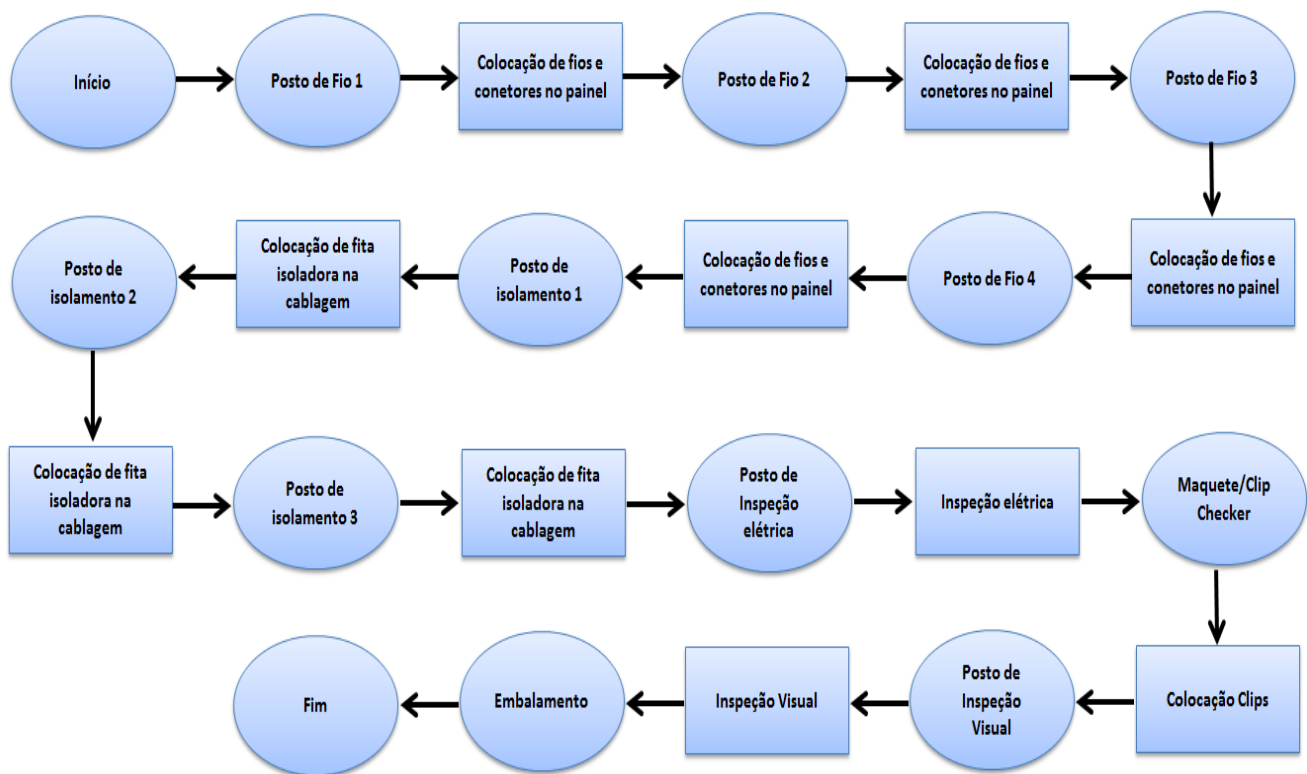 Início
Posto de Fio 1
Colocação de fios e
conetores no painel
Posto de Fio 2
Colocação de fios e
conetores no painel
Posto de Fio 3
Colocação de fios e
conetores no painel
Posto de Fio 4
Colocação de fios e
conetores no painel
Posto de
isolamento 1
Colocação de fita
isoladora na
cablagem
Posto de
isolamento 2
Colocação de fita
isoladora na
cablagem
Posto de
isolamento 3
Colocação de fita
isoladora na
cablagem
Posto de
Inspeção
elétrica
Inspeção elétrica
Maquete/Clip
Checker
Colocação Clips
Posto de
Inspeção
Visual
Inspeção Visual
Embalamento
Fim